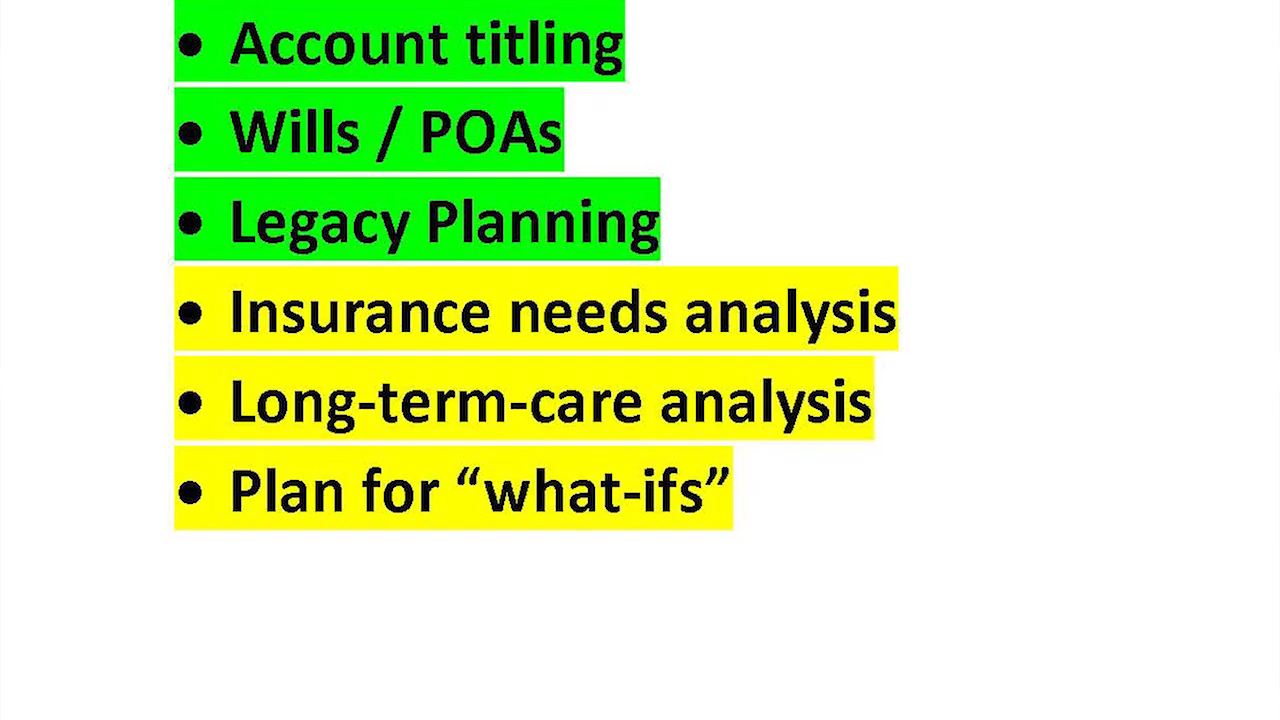 • Account titling
• Wills / POAs
• Legacy Planning
• Insurance needs analysis
• Long-term-care analysis
• Plan for “what-ifs”